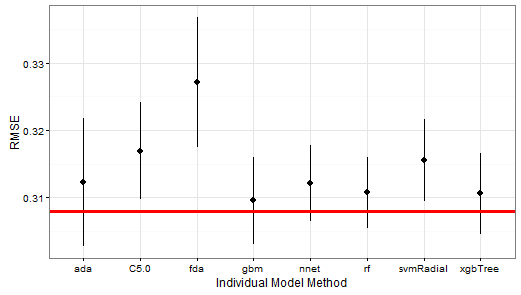 0.33
0.32
0.31
RMSE
ada C5.0 fda gbm nnet rf svmRadial xgbTree
Individual Model Method